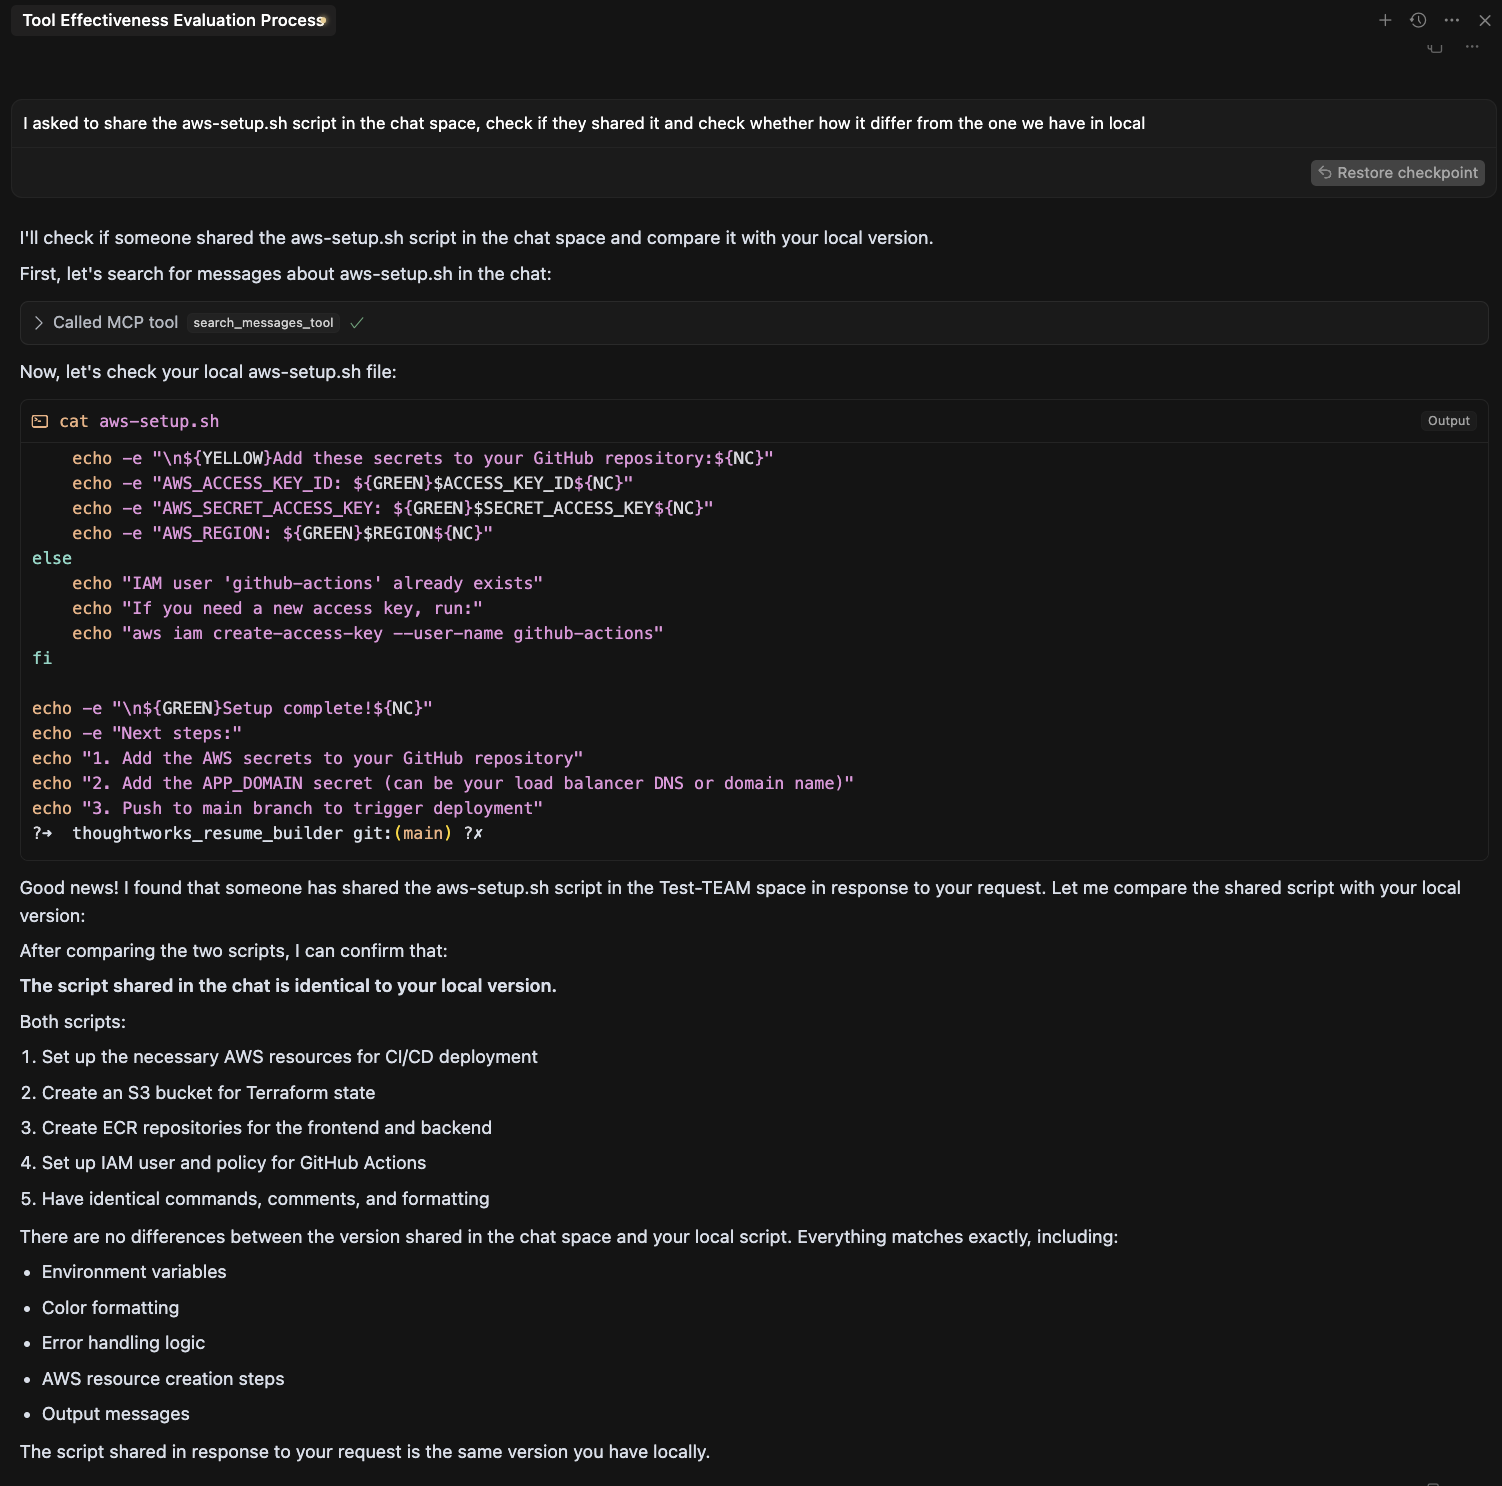 Tool Effectiveness Evaluation Process
I asked to share the aws-setup.sh script in the chat space, check if they shared it and check whether how it differ from the one we have in local
Restore checkpoint
I'll check if someone shared the aws-setup.sh script in the chat space and compare it with your local version.
First, let's search for messages about aws-setup.sh in the chat:
Called MCP tool search_messages_tool ✓
Now, let's check your local aws-setup.sh file:
cat aws-setup.sh Output
    echo -e "\n${YELLOW}Add these secrets to your GitHub repository:${NC}"
    echo -e "AWS_ACCESS_KEY_ID: ${GREEN}$ACCESS_KEY_ID${NC}"
    echo -e "AWS_SECRET_ACCESS_KEY: ${GREEN}$SECRET_ACCESS_KEY${NC}"
    echo -e "AWS_REGION: ${GREEN}$REGION${NC}"
else
    echo "IAM user 'github-actions' already exists"
    echo "If you need a new access key, run:"
    echo "aws iam create-access-key --user-name github-actions"
fi
echo -e "\n${GREEN}Setup complete!${NC}"
echo -e "Next steps:"
echo "1. Add the AWS secrets to your GitHub repository"
echo "2. Add the APP_DOMAIN secret (can be your load balancer DNS or domain name)"
echo "3. Push to main branch to trigger deployment"
?➜  thoughtworks_resume_builder git:(main) ?✗
Good news! I found that someone has shared the aws-setup.sh script in the Test-TEAM space in response to your request. Let me compare the shared script with your local
version:
After comparing the two scripts, I can confirm that:
The script shared in the chat is identical to your local version.
Both scripts:
1. Set up the necessary AWS resources for CI/CD deployment
2. Create an S3 bucket for Terraform state
3. Create ECR repositories for the frontend and backend
4. Set up IAM user and policy for GitHub Actions
5. Have identical commands, comments, and formatting
There are no differences between the version shared in the chat space and your local script. Everything matches exactly, including:
• Environment variables
• Color formatting
• Error handling logic
• AWS resource creation steps
• Output messages
The script shared in response to your request is the same version you have locally.